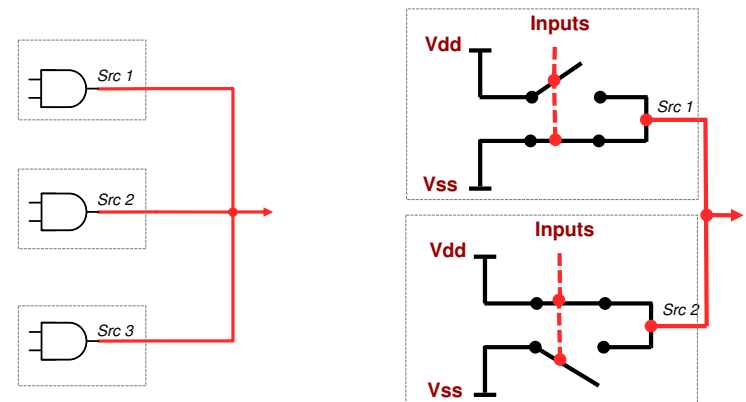 Src 1
Src 2
Src 3
Inputs
Vdd
Src 1
Vss
Inputs
Vdd
Src 2
Vss